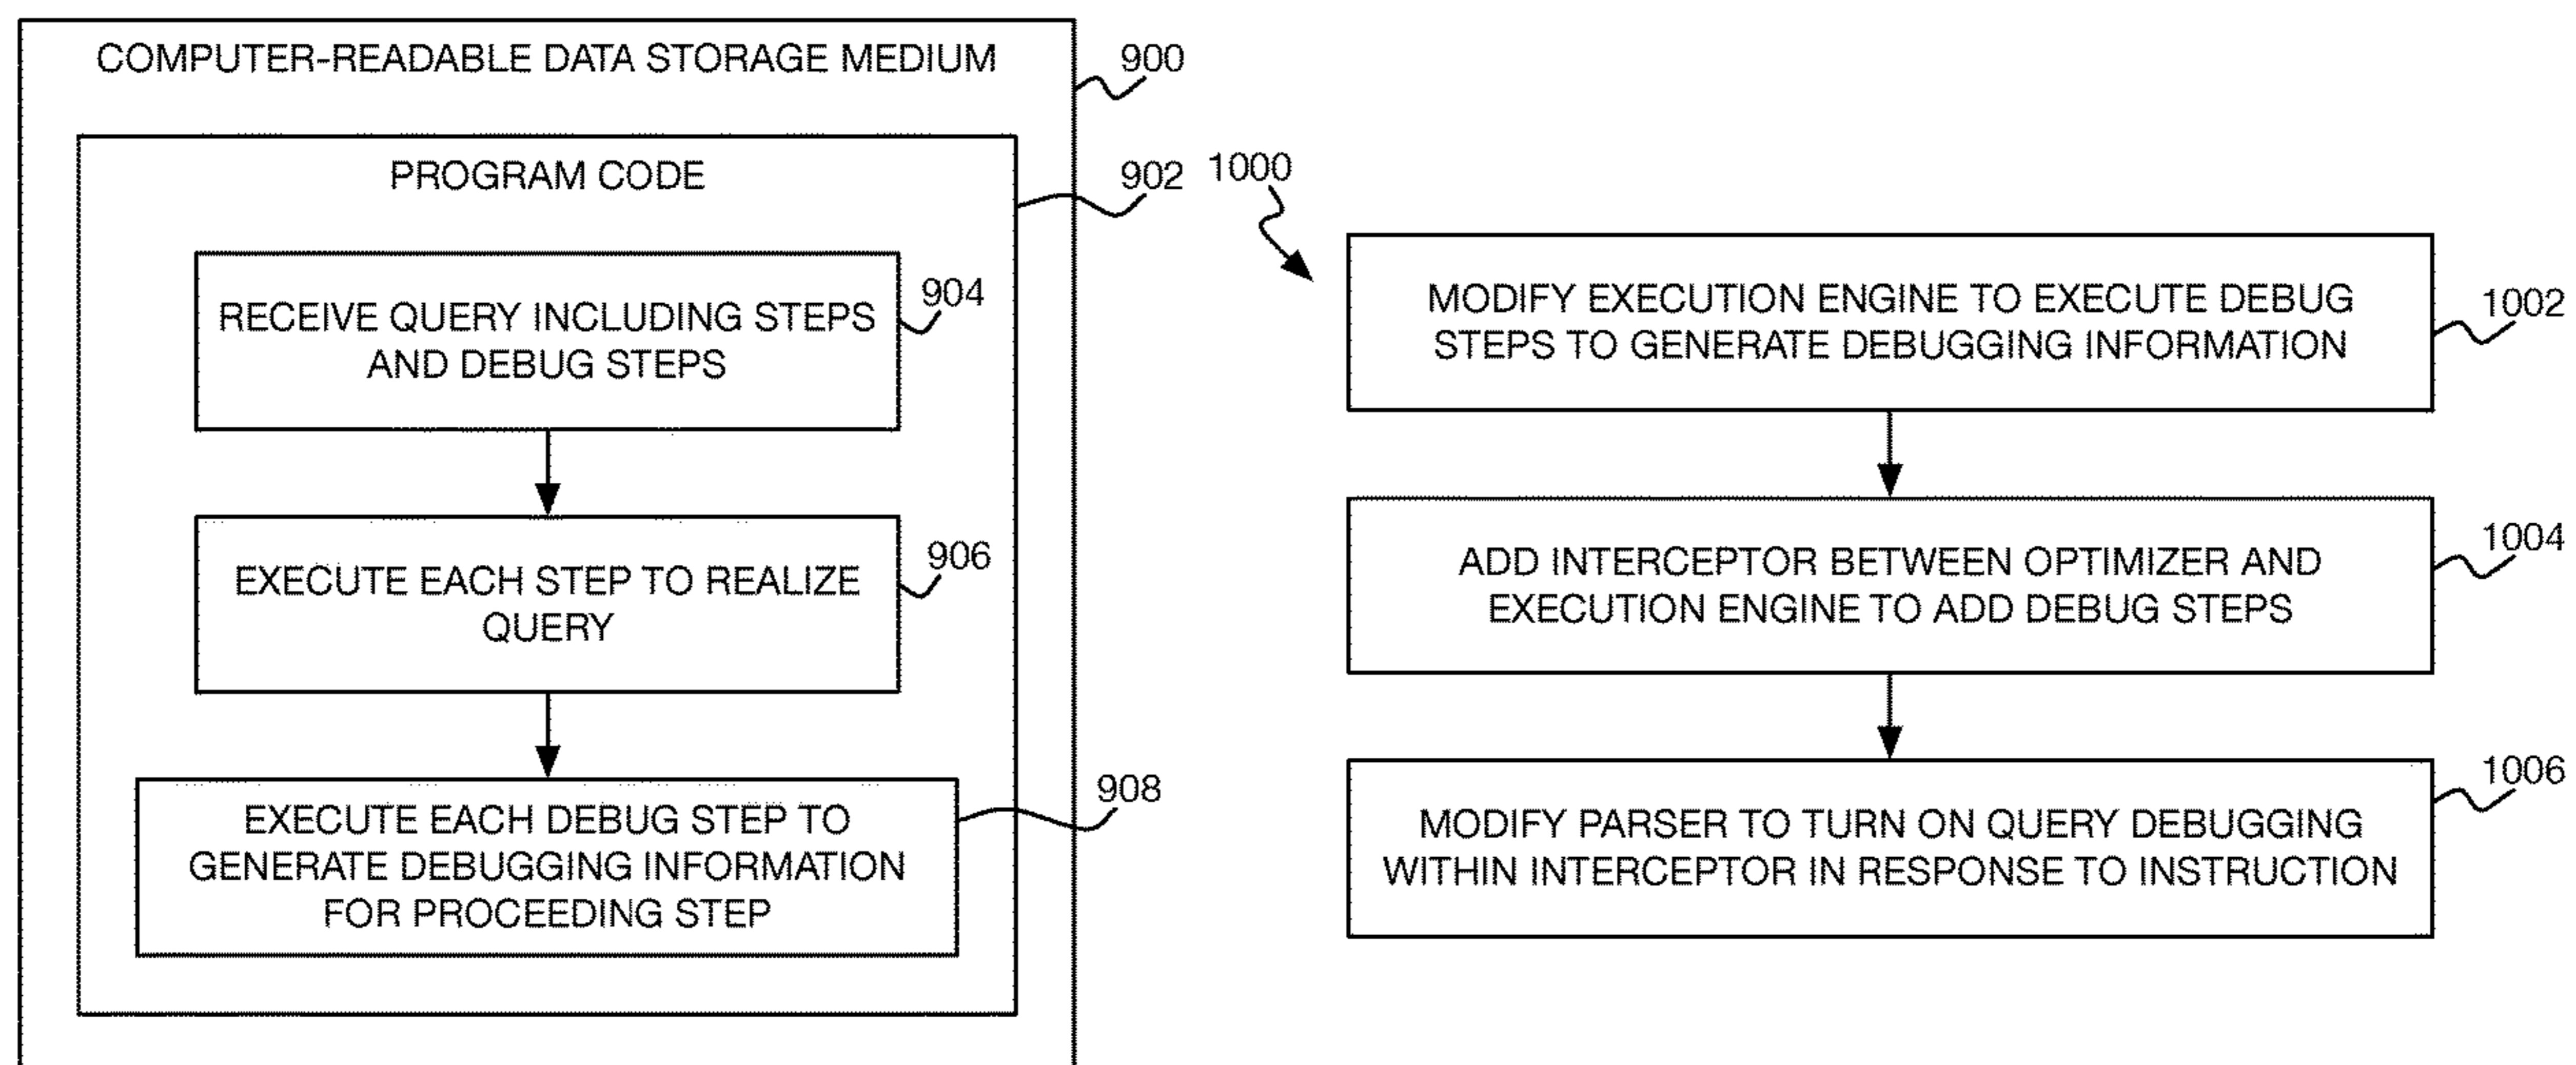 COMPUTER-READABLE DATA STORAGE MEDIUM
900
PROGRAM CODE
902
RECEIVE QUERY INCLUDING STEPS
AND DEBUG STEPS
904
EXECUTE EACH STEP TO REALIZE
QUERY
906
EXECUTE EACH DEBUG STEP TO
GENERATE DEBUGGING INFORMATION
FOR PROCEEDING STEP
908
1000
MODIFY EXECUTION ENGINE TO EXECUTE DEBUG
STEPS TO GENERATE DEBUGGING INFORMATION
1002
ADD INTERCEPTOR BETWEEN OPTIMIZER AND
EXECUTION ENGINE TO ADD DEBUG STEPS
1004
MODIFY PARSER TO TURN ON QUERY DEBUGGING
WITHIN INTERCEPTOR IN RESPONSE TO INSTRUCTION
1006